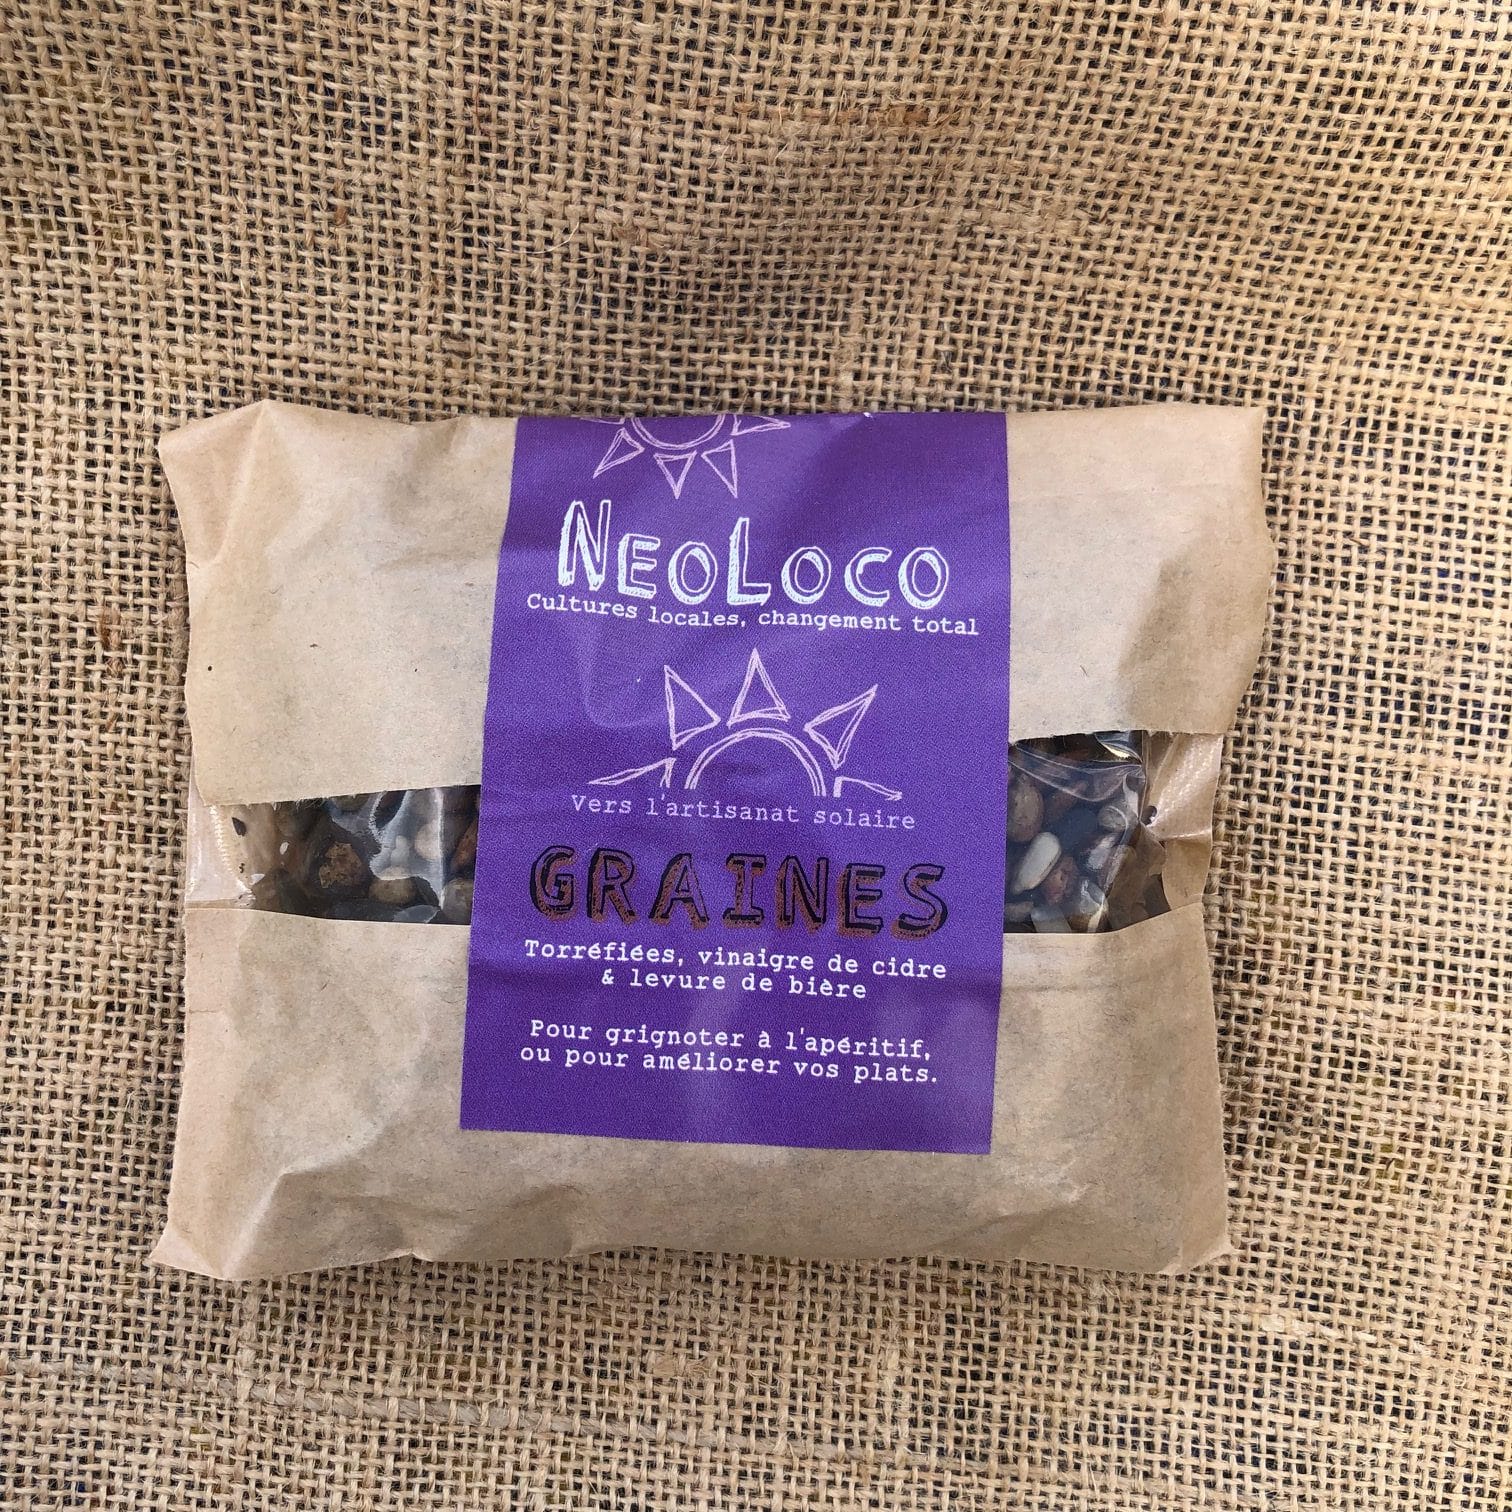 NEOLOCO
Cultures locales, changement total
vers l'artisanat solaire
GRAINES
Torréfiées, vinaigre de cidre
& levure de bière
Pour grignoter à l'apéritif,
ou pour améliorer vos plats.